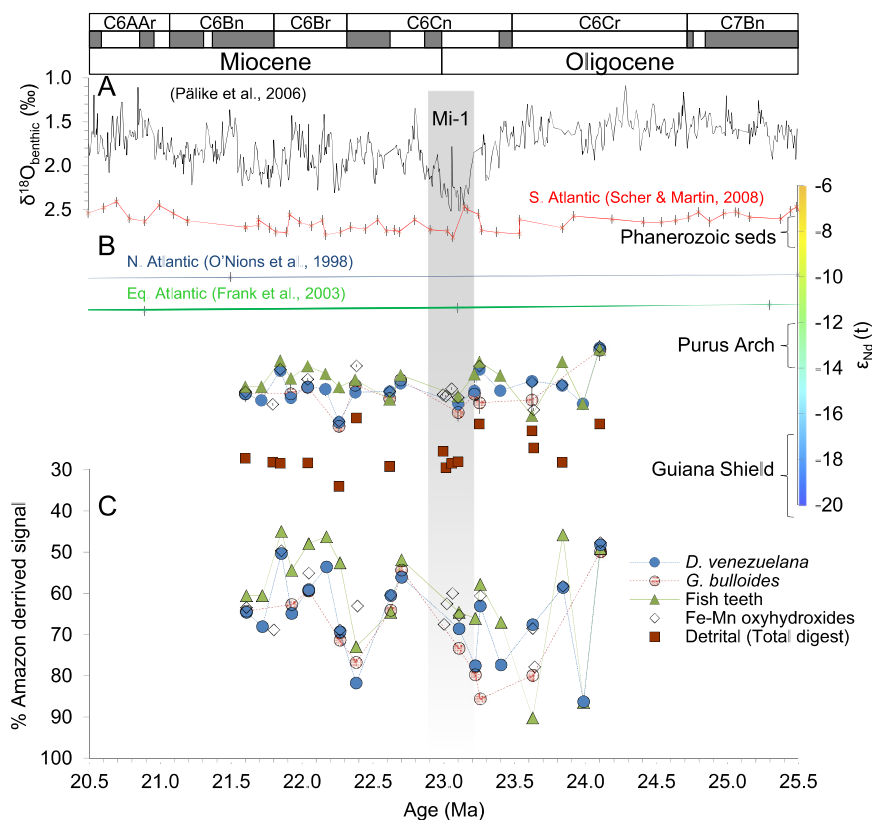 C6AAr C6Bn C6Br C6Cn C6Cr C7Bn
Miocene Oligocene
A
(Pälike et al., 2006)
Mi-1
1.0
1.5
2.0
2.5
δ18Obenthic (‰)
S. Atlantic (Scher & Martin, 2008)
Phanerozoic seds
B
N. Atlantic (O'Nions et al., 1998)
Eq. Atlantic (Frank et al., 2003)
Purus Arch
Guiana Shield
-6
-8
-10
-12
-14
-16
-18
-20
εNd(t)
C
30
40
50
60
70
80
90
100
% Amazon derrived signal
D. venezuelana
G. bulloides
Fish teeth
Fe-Mn oxyhydroxides
Detrital (Total digest)
20.5 21.0 21.5 22.0 22.5 23.0 23.5 24.0 24.5 25.0 25.5
Age (Ma)